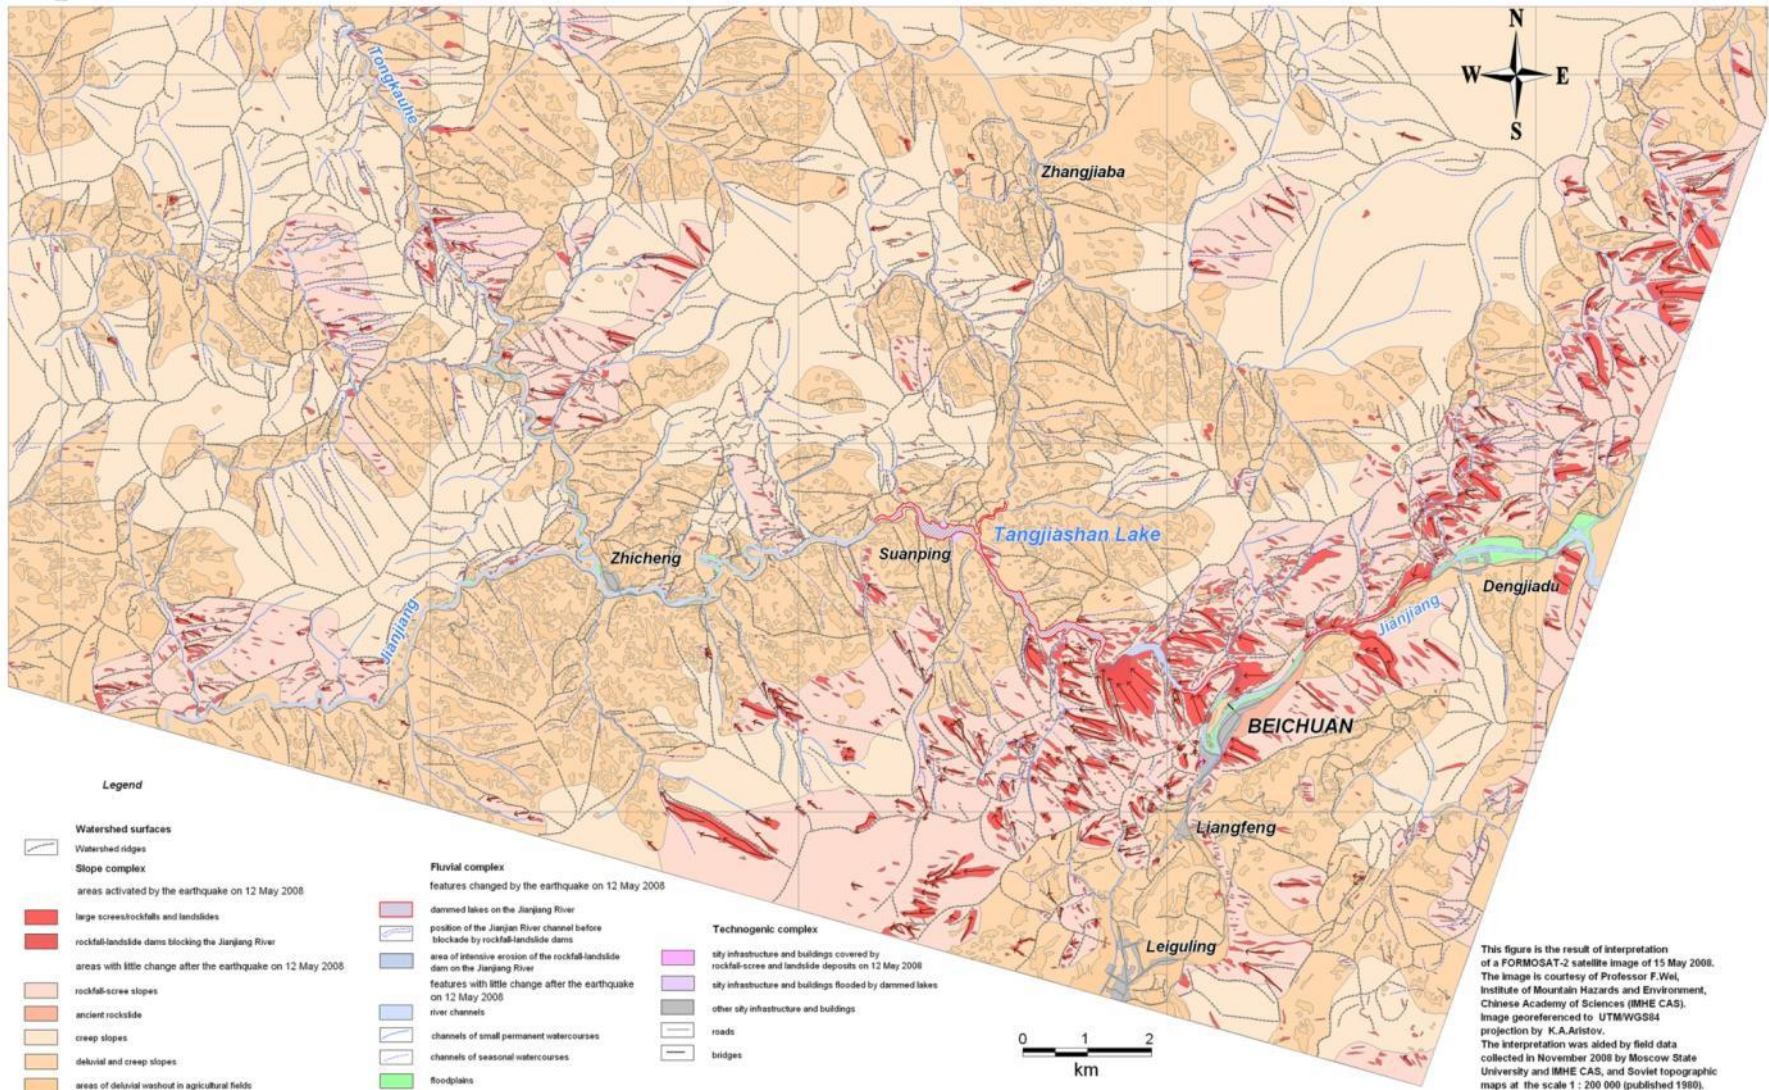 N
W E
S
Tongkauhe
Zhangjiaba
Tangjiashan Lake
Zhicheng
Suanping
Dengjiadu
Jianjiang
Jianjiang
BEICHUAN
Liangfeng
Leiguling
Legend
Watershed surfaces
Watershed ridges
Slope complex
areas activated by the earthquake on 12 May 2008
large screes/rockfalls and landslides
rockfall-landslide dams blocking the Jianjiang River
areas with little change after the earthquake on 12 May 2008
rockfall-scree slopes
ancient rockslide
creep slopes
deluvial and creep slopes
areas of deluvial washout in agricultural fields
Fluvial complex
features changed by the earthquake on 12 May 2008
dammed lakes on the Jianjiang River
position of the Jianjian River channel before
blockade by rockfall-landslide dams
area of intensive erosion of the rockfall-landslide
dam on the Jianjiang River
features with little change after the earthquake
on 12 May 2008
river channels
channels of small permanent watercourses
channels of seasonal watercourses
floodplains
Technogenic complex
sity infrastructure and buildings covered by
rockfall-scree and landslide deposits on 12 May 2008
sity infrastructure and buildings flooded by dammed lakes
other sity infrastructure and buildings
roads
bridges
0 1 2
km
This figure is the result of interpretation
of a FORMOSAT-2 satellite image of 15 May 2008.
The image is courtesy of Professor F.Wei,
Institute of Mountain Hazards and Environment,
Chinese Academy of Sciences (IMHE CAS).
Image georeferenced to UTM/WGS84
projection by K.A.Aristov.
The interpretation was aided by field data
collected in November 2008 by Moscow State
University and IMHE CAS, and Soviet topographic
maps at the scale 1 : 200 000 (published 1980).